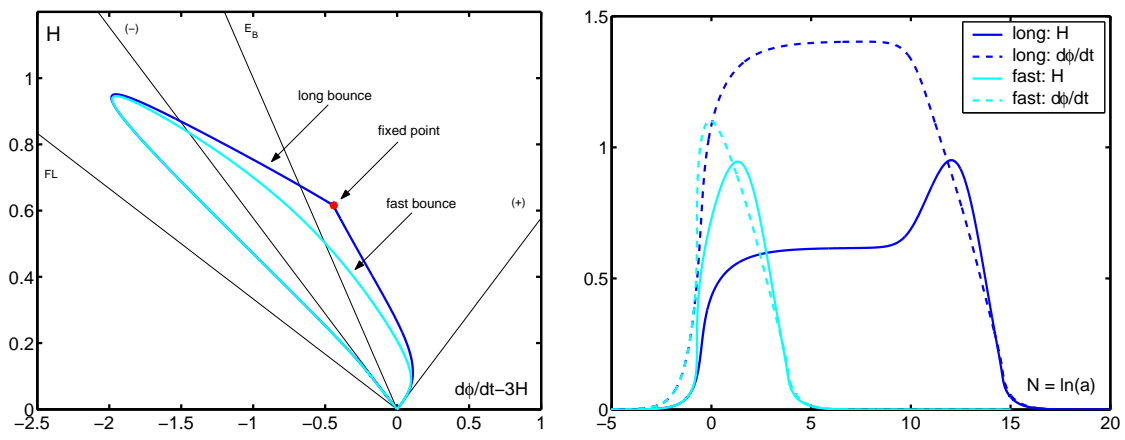 H
(−)
E_B
long bounce
fixed point
fast bounce
FL
(+)
dϕ/dt−3H
0
0.2
0.4
0.6
0.8
1
−2.5 −2 −1.5 −1 −0.5 0 0.5 1
long: H
long: dϕ/dt
fast: H
fast: dϕ/dt
N = ln(a)
0
0.5
1
1.5
−5 0 5 10 15 20